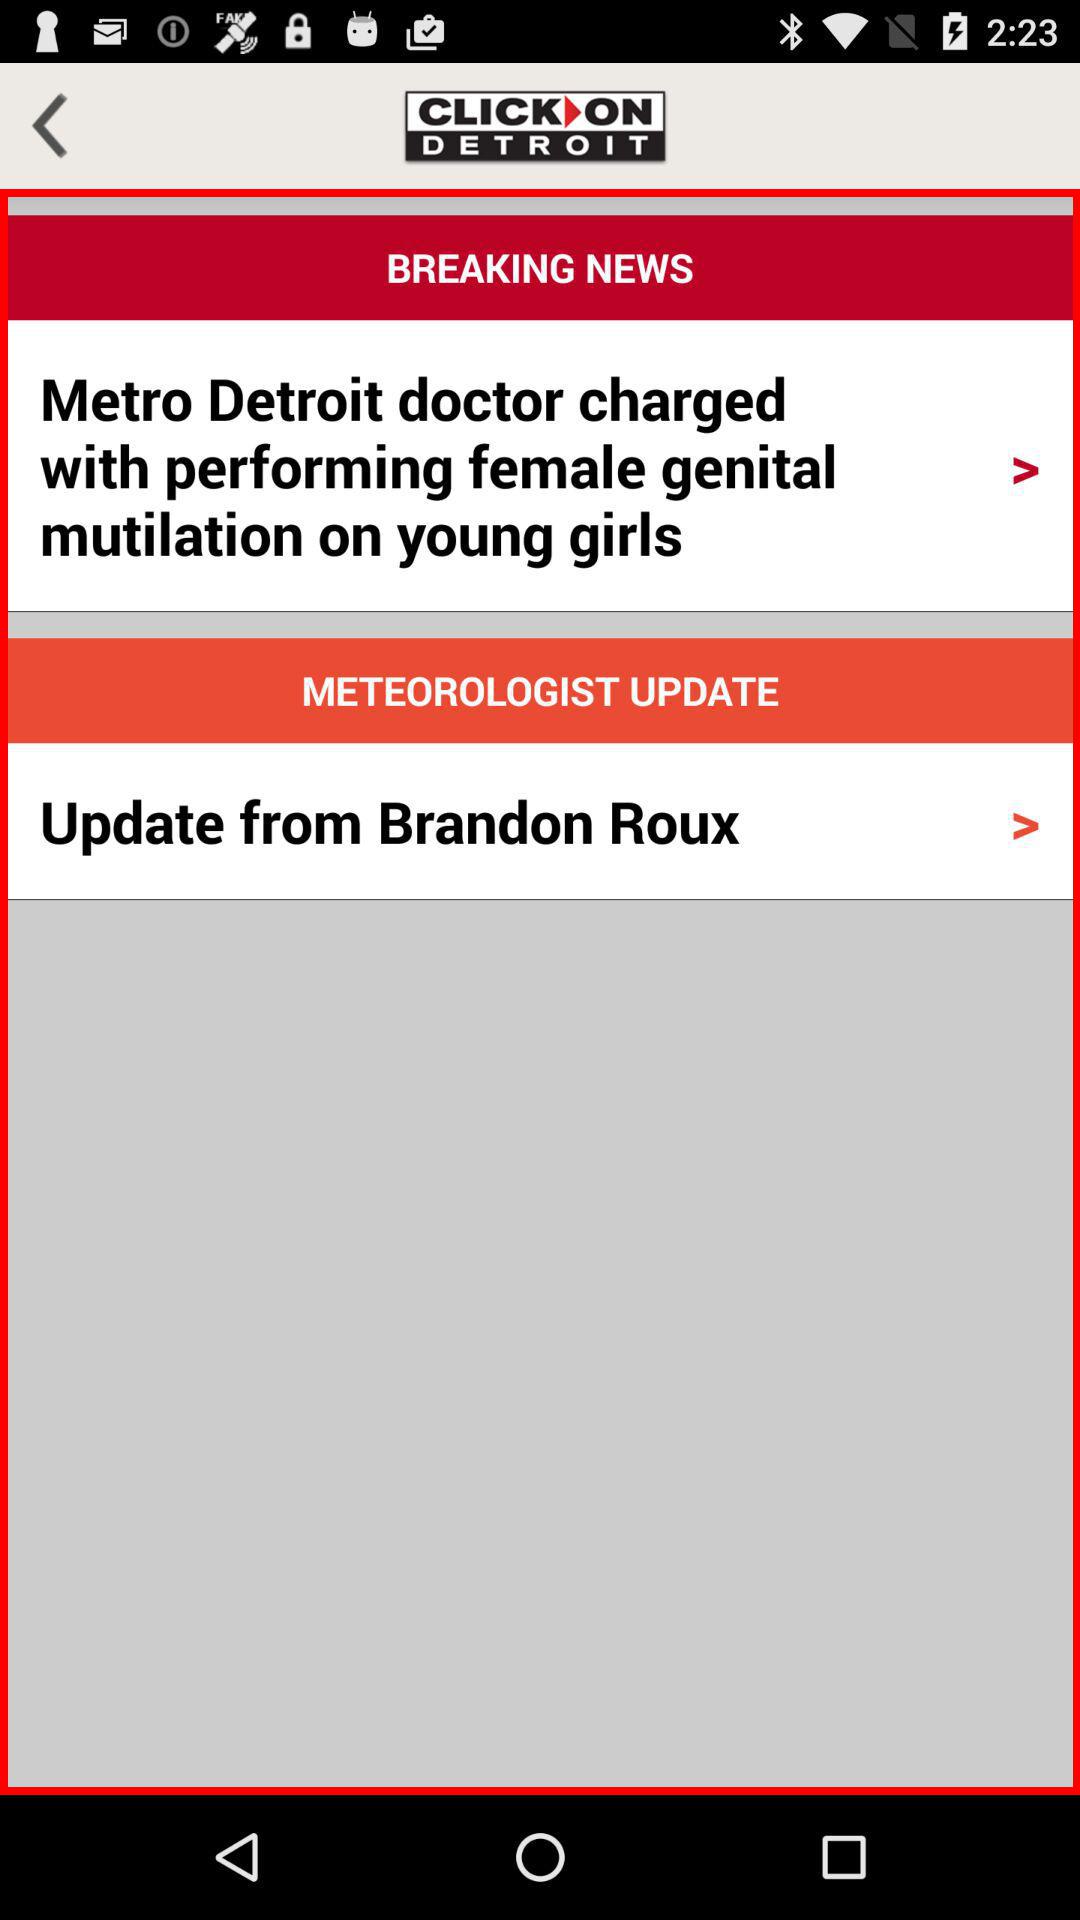 FAKE
2:23
CLICK ON
DETROIT
BREAKING NEWS
Metro Detroit doctor charged
with performing female genital
mutilation on young girls
>
METEOROLOGIST UPDATE
Update from Brandon Roux
>